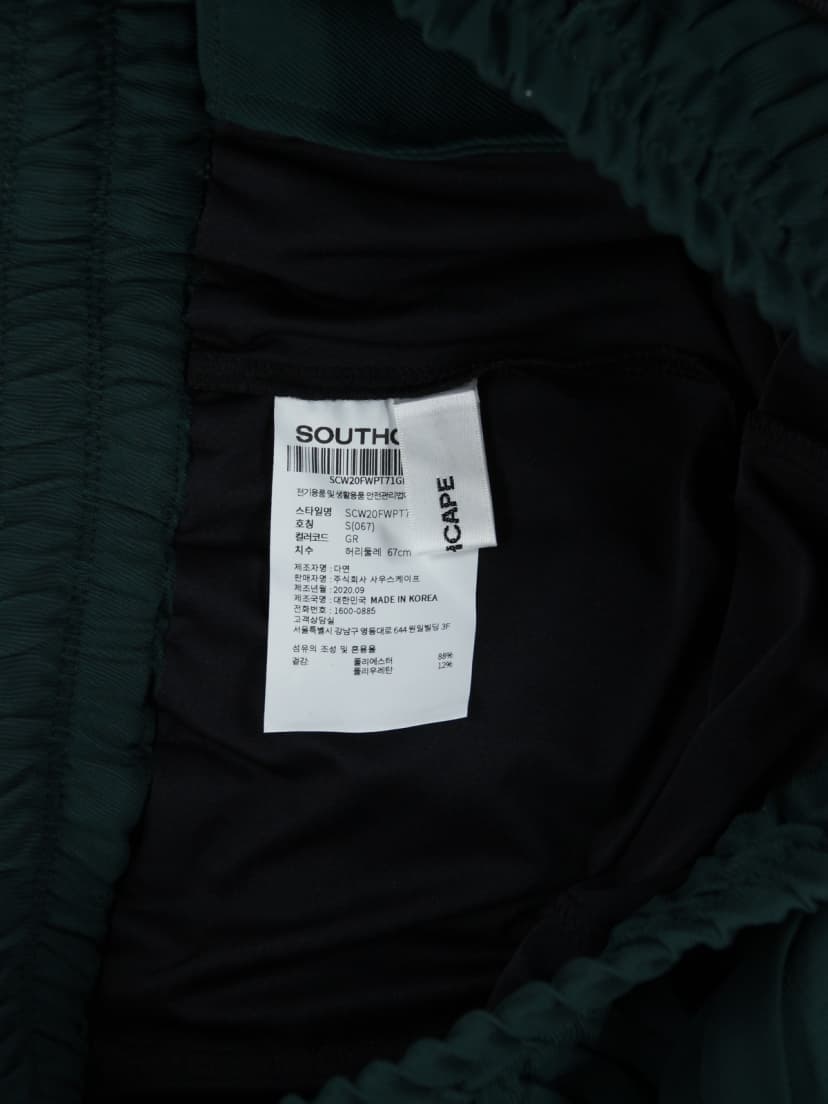 SOUTHC
SCW20FWPT71GI
전기용품 및 생활용품 안전관리법
스타일명 SCW20FWPT7
호칭 S(067)
컬러코드 GR
치수 허리둘레 67cm
제조자명 : 다연
판매자명 : 주식회사 사우스케이프
제조년월 : 2020.09
제조국명 : 대한민국 MADE IN KOREA
전화번호 : 1600-0885
고객상담실
서울특별시 강남구 영동대로 644 원일빌딩 3F
섬유의 조성 및 혼용율
겉감: 폴리에스터 88%
폴리우레탄 12%
CAPE